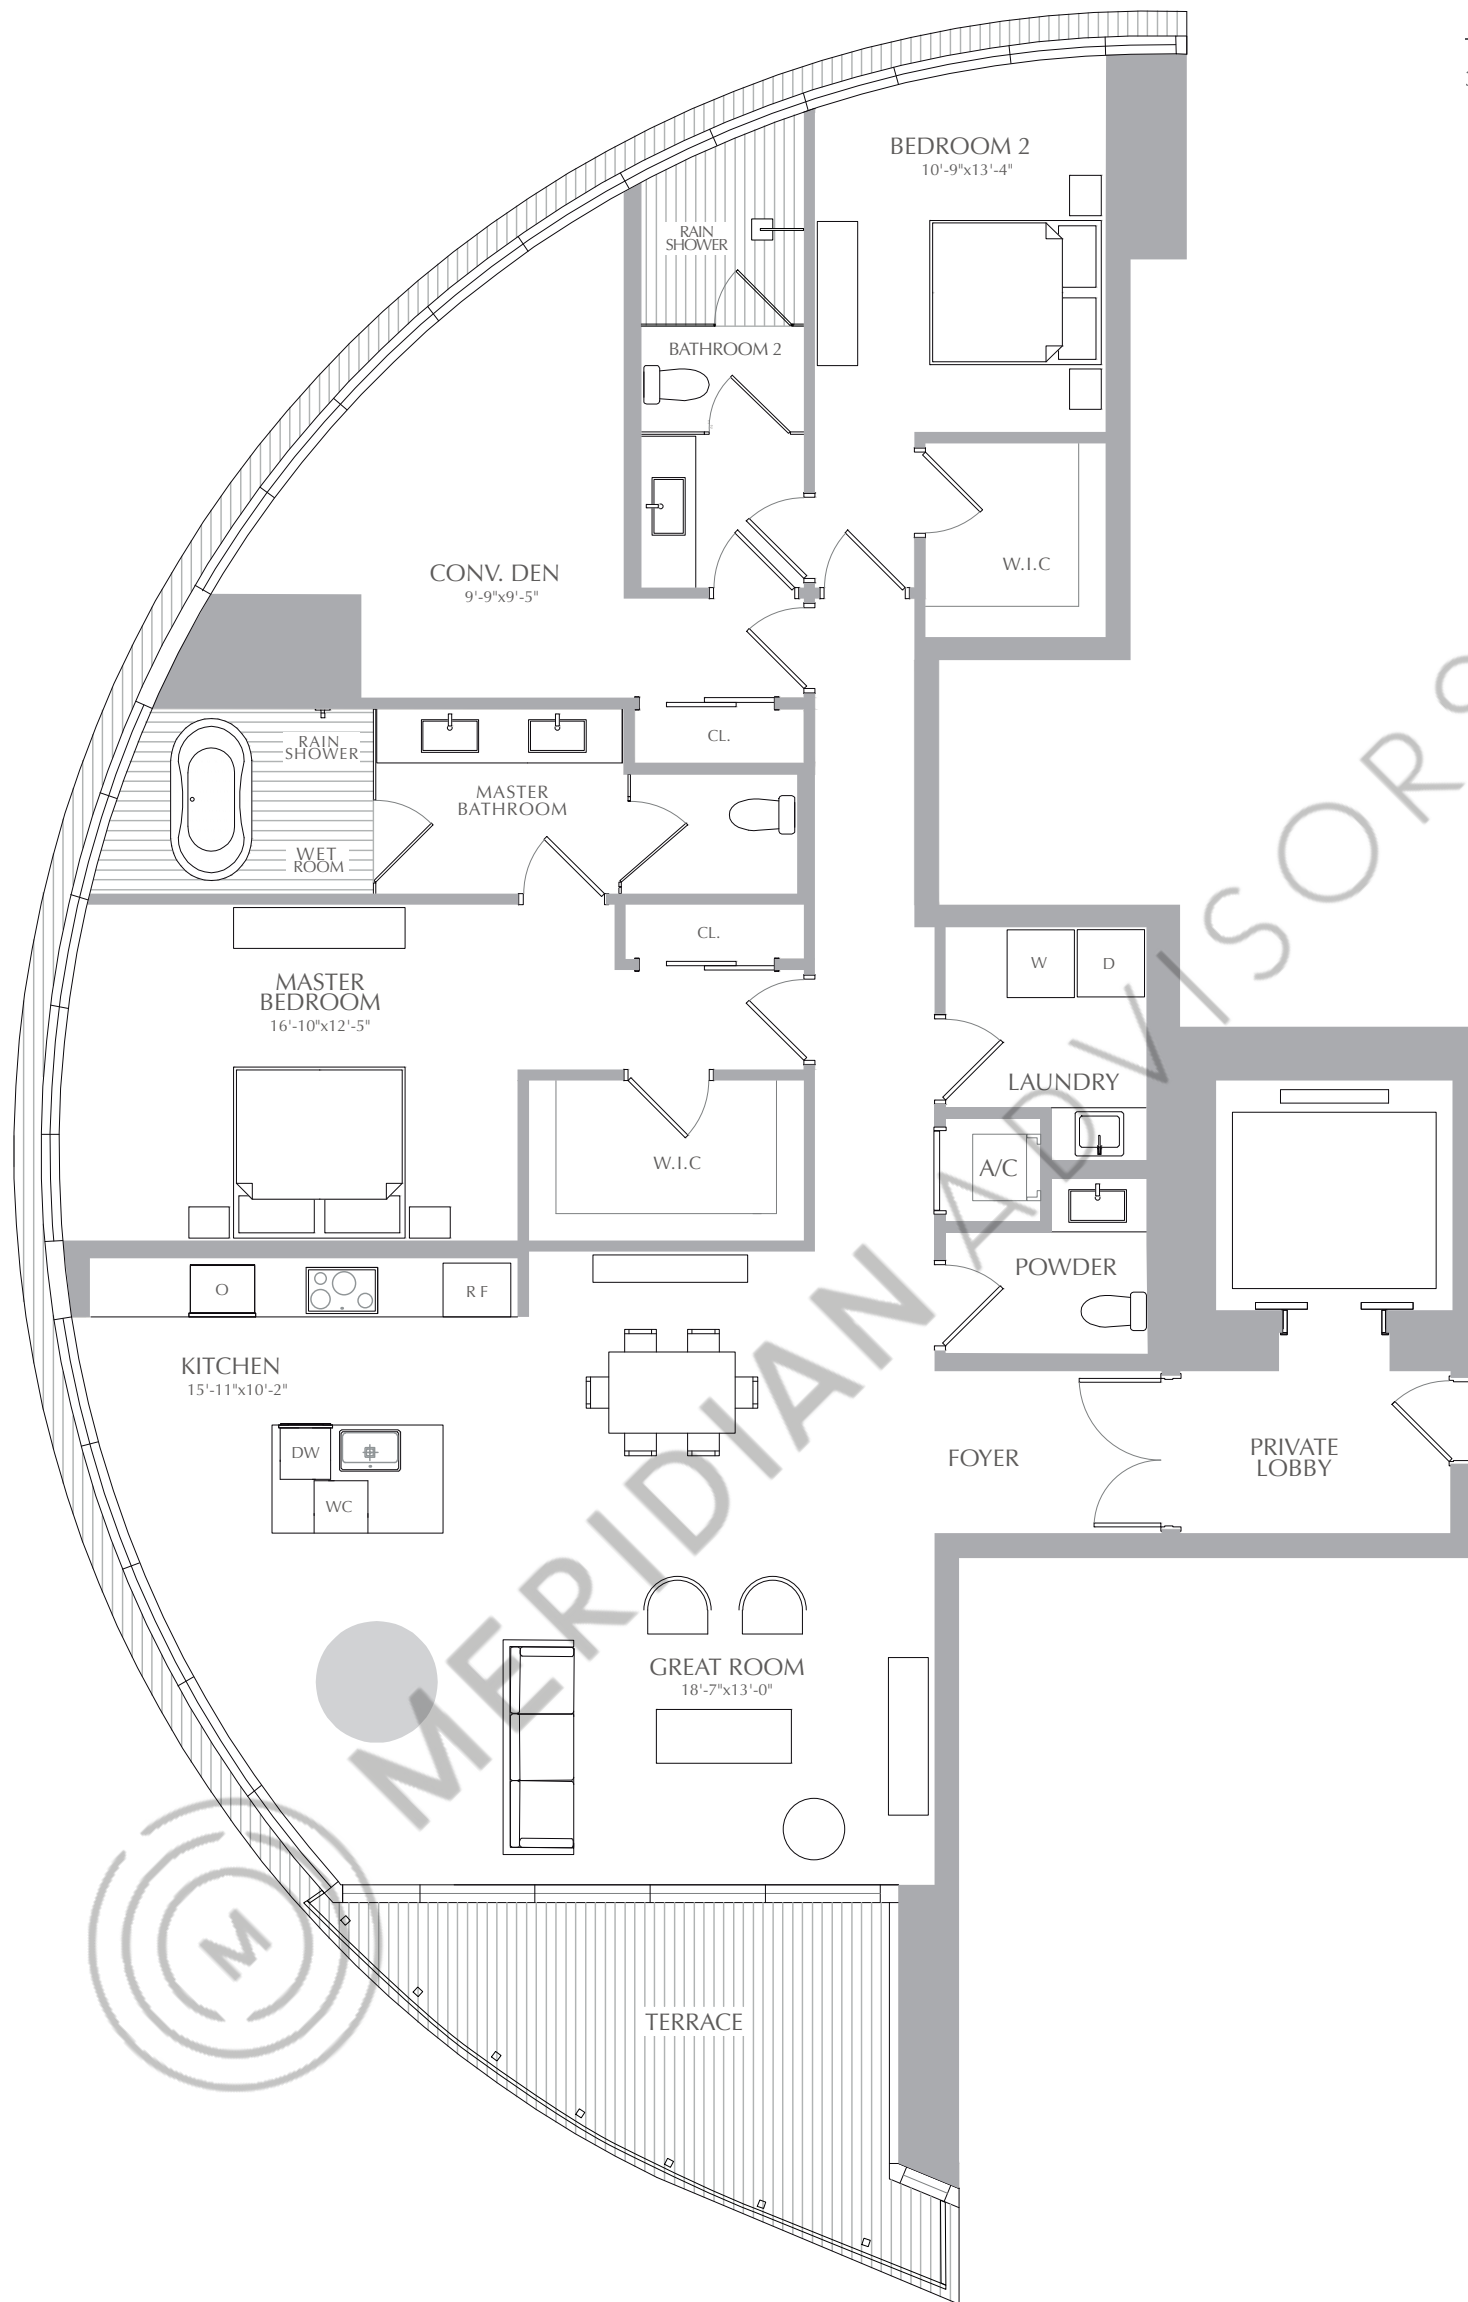 BEDROOM 2
10'-9"x13'-4"
RAIN
SHOWER
BATHROOM 2
W.I.C
CONV. DEN
9'-9"x9'-5"
CL.
RAIN
SHOWER
MASTER
BATHROOM
WET
ROOM
CL.
W
D
MASTER
BEDROOM
16'-10"x12'-5"
LAUNDRY
W.I.C
A/C
POWDER
O
RF
KITCHEN
15'-11"x10'-2"
DW
WC
FOYER
PRIVATE
LOBBY
GREAT ROOM
18'-7"x13'-0"
TERRACE
M
MERIDIAN ADVISORS